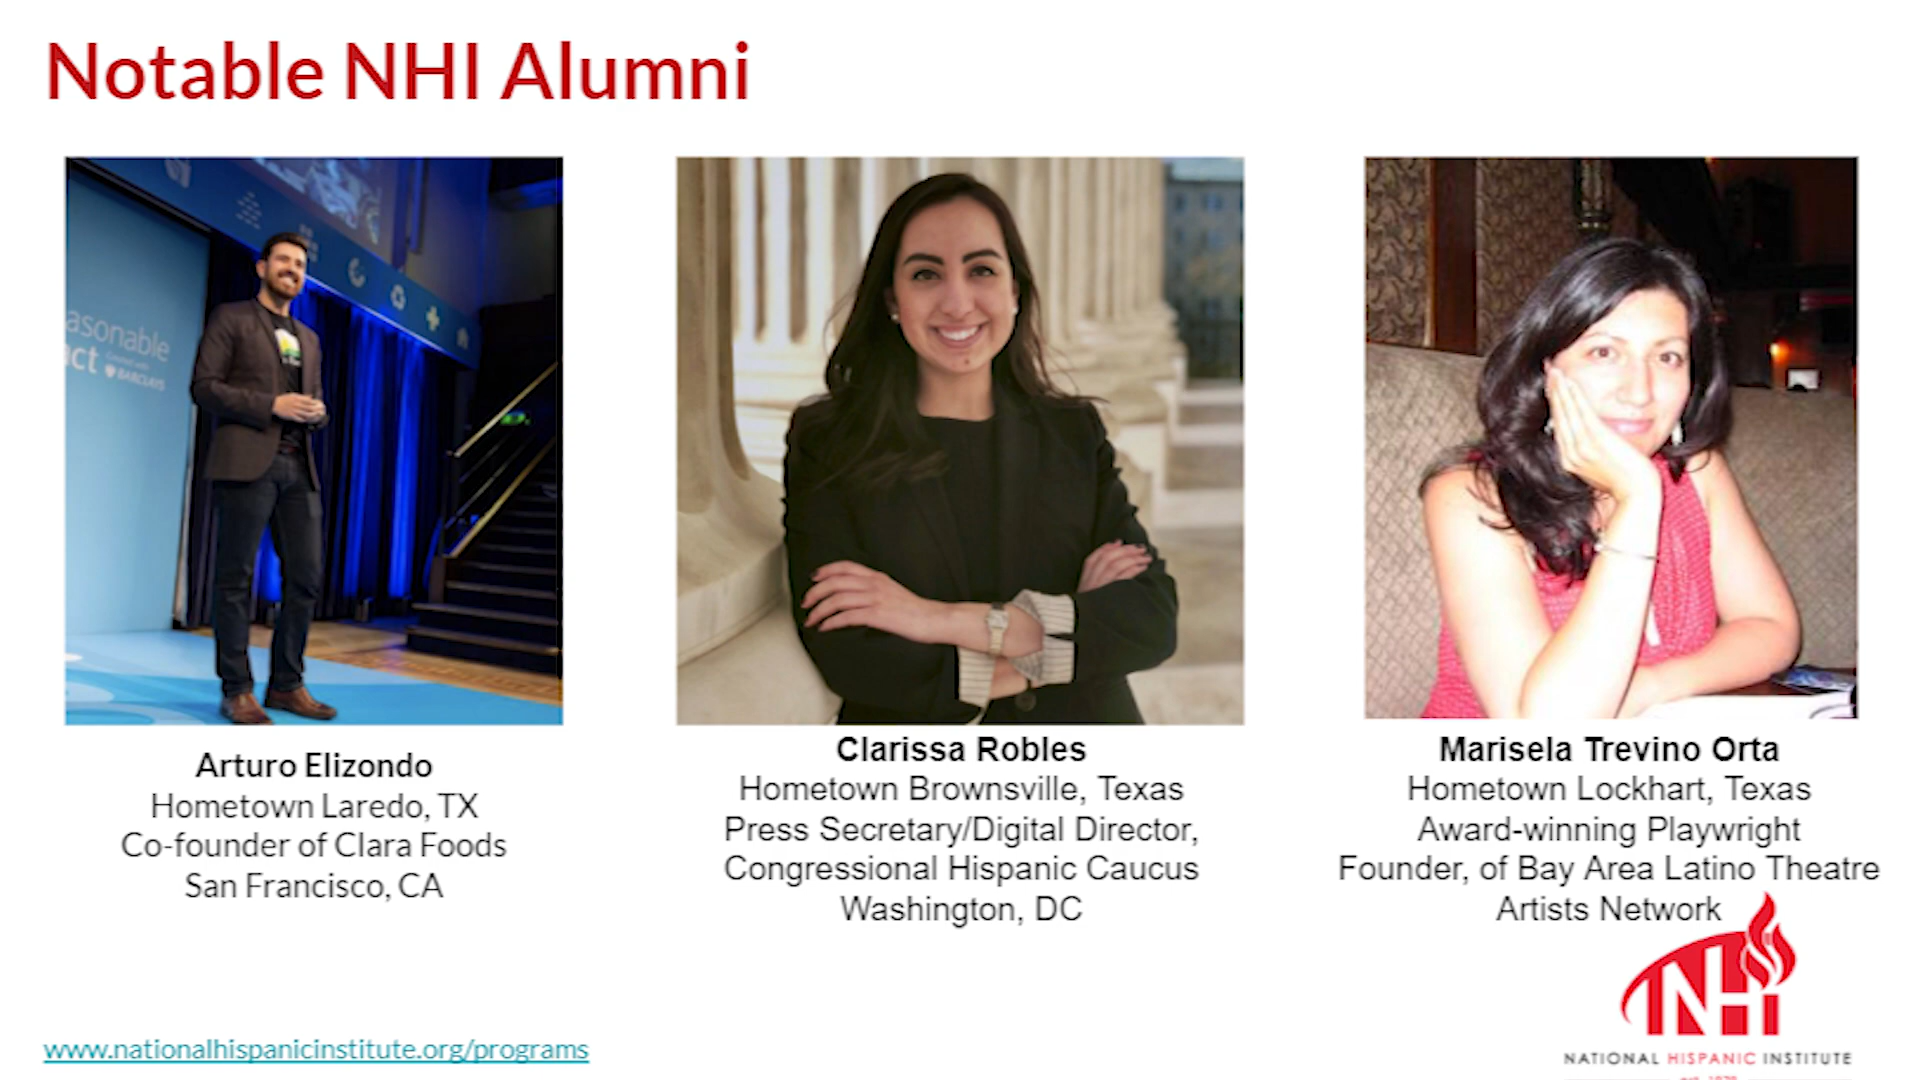 Notable NHI Alumni
asonable
BARCLAYS
Arturo Elizondo
Hometown Laredo, TX
Co-founder of Clara Foods
San Francisco, CA
Clarissa Robles
Hometown Brownsville, Texas
Press Secretary/Digital Director,
Congressional Hispanic Caucus
Washington, DC
Marisela Trevino Orta
Hometown Lockhart, Texas
Award-winning Playwright
Founder, of Bay Area Latino Theatre
Artists Network
www.nationalhispanicinstitute.org/programs
NHi
NATIONAL HISPANIC INSTITUTE